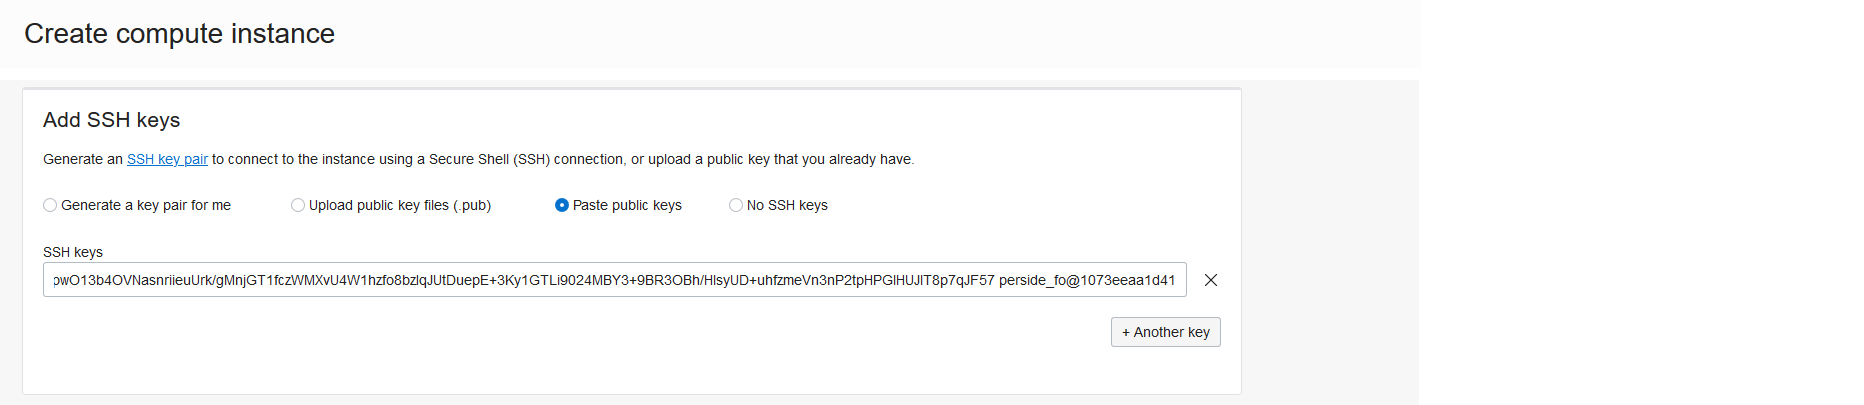 Create compute instance
Add SSH keys
Generate an SSH key pair to connect to the instance using a Secure Shell (SSH) connection, or upload a public key that you already have.
Generate a key pair for me Upload public key files (.pub) Paste public keys No SSH keys
SSH keys
pwO13b4OVNasnriieuUrk/gMnjGT1fczWMXvU4W1hzfo8bzlqJUtDuepE+3Ky1GTLi9024MBY3+9BR3OBh/HlsyUD+uhfzmeVn3nP2tpHPGlHUJIT8p7qJF57 perside_fo@1073eeaa1d41
+ Another key